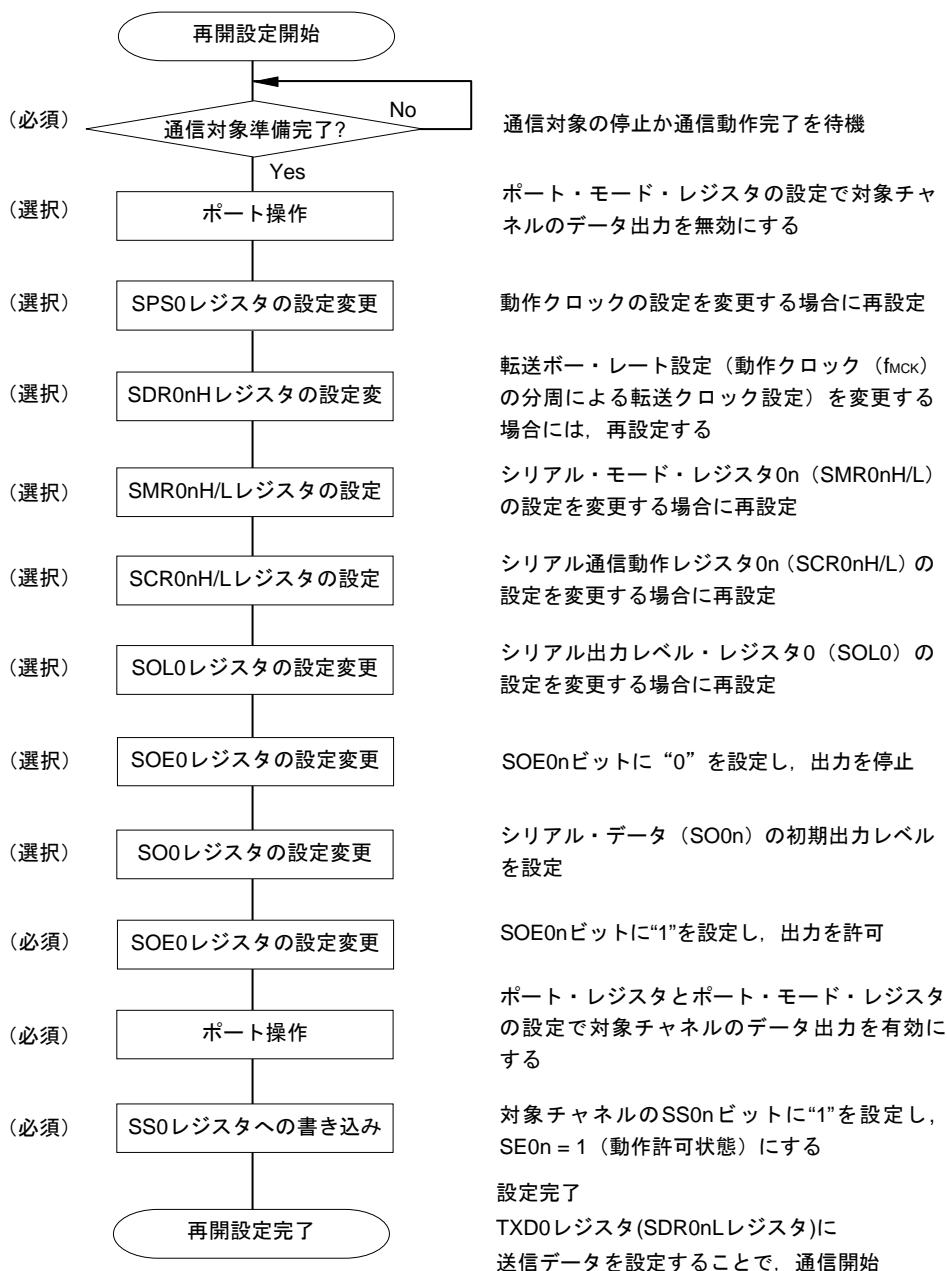 再開設定開始
（必須）
通信対象準備完了?
No
通信対象の停止か通信動作完了を待機
Yes
（選択）
ポート操作
ポート・モード・レジスタの設定で対象チャ
ネルのデータ出力を無効にする
（選択）
SPS0レジスタの設定変更
動作クロックの設定を変更する場合に再設定
（選択）
SDR0nHレジスタの設定変
転送ボー・レート設定（動作クロック（fMCK）
の分周による転送クロック設定）を変更する
場合には，再設定する
（選択）
SMR0nH/Lレジスタの設定
シリアル・モード・レジスタ0n（SMR0nH/L）
の設定を変更する場合に再設定
（選択）
SCR0nH/Lレジスタの設定
シリアル通信動作レジスタ0n（SCR0nH/L）の
設定を変更する場合に再設定
（選択）
SOL0レジスタの設定変更
シリアル出力レベル・レジスタ0（SOL0）の
設定を変更する場合に再設定
（選択）
SOE0レジスタの設定変更
SOE0nビットに“0”を設定し，出力を停止
（選択）
SO0レジスタの設定変更
シリアル・データ（SO0n）の初期出力レベル
を設定
（必須）
SOE0レジスタの設定変更
SOE0nビットに“1”を設定し，出力を許可
（必須）
ポート操作
ポート・レジスタとポート・モード・レジスタ
の設定で対象チャネルのデータ出力を有効に
する
（必須）
SS0レジスタへの書き込み
対象チャネルのSS0nビットに“1”を設定し，
SE0n = 1（動作許可状態）にする
再開設定完了
設定完了
TXD0レジスタ(SDR0nLレジスタ)に
送信データを設定することで，通信開始